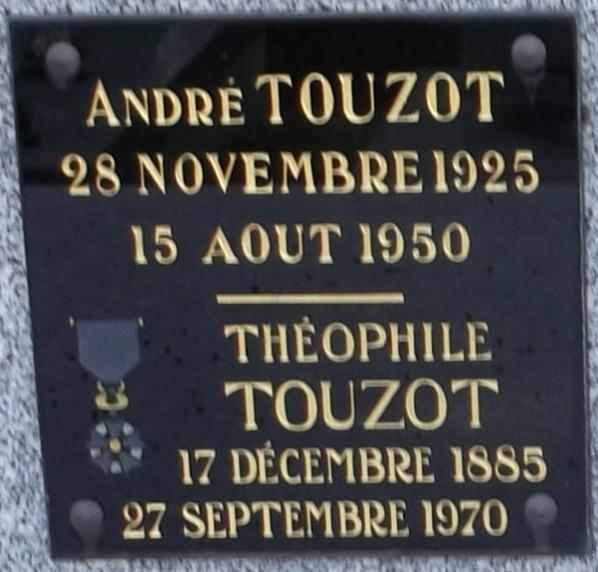 ANDRÉ TOUZOT
28 NOVEMBRE 1925
15 AOUT 1950
THÉOPHILE
TOUZOT
17 DÉCEMBRE 1885
27 SEPTEMBRE 1970